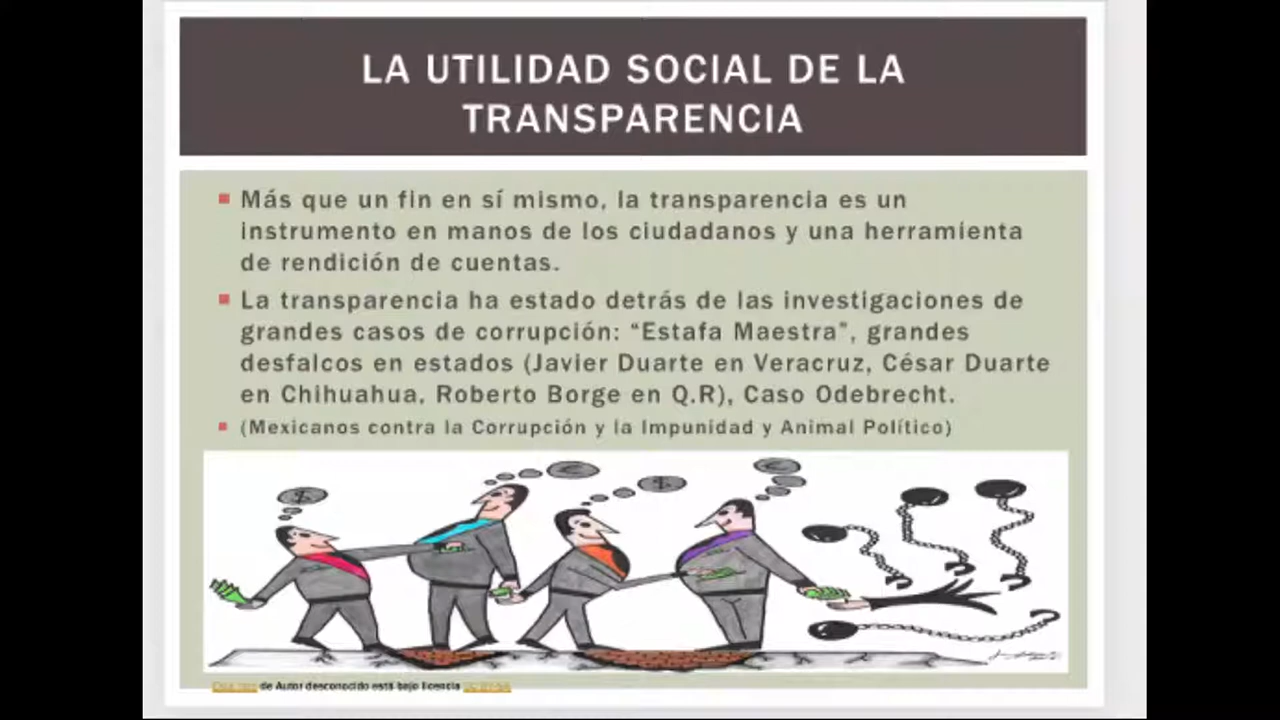 LA UTILIDAD SOCIAL DE LA
TRANSPARENCIA
Más que un fin en sí mismo, la transparencia es un
instrumento en manos de los ciudadanos y una herramienta
de rendición de cuentas.
La transparencia ha estado detrás de las investigaciones de
grandes casos de corrupción: “Estafa Maestra”, grandes
desfalcos en estados (Javier Duarte en Veracruz, César Duarte
en Chihuahua, Roberto Borge en Q.R), Caso Odebrecht.
(Mexicanos contra la Corrupción y la Impunidad y Animal Político)
de Autor desconocido está bajo licencia